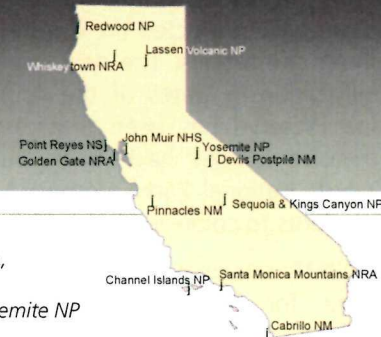 Redwood NP
Lassen Volcanic NP
Whiskeytown NRA
John Muir NHS
Point Reyes NS
Yosemite NP
Golden Gate NRA
Devils Postpile NM
Pinnacles NM
Sequoia & Kings Canyon NP
Channel Islands NP
Santa Monica Mountains NRA
emite NP
Cabrillo NM